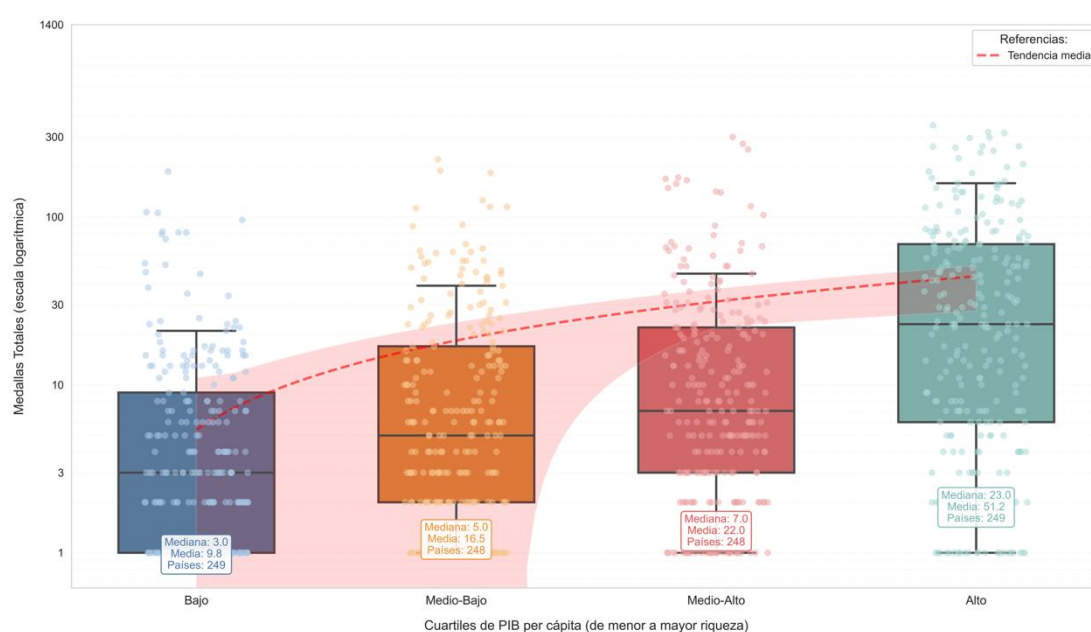 1400
300
100
30
10
3
1
Medallas Totales (escala logarítmica)
Referencias:
Tendencia media
Mediana: 3.0
Media: 9.8
Países: 249
Mediana: 5.0
Media: 16.5
Países: 248
Mediana: 7.0
Media: 22.0
Países: 248
Mediana: 23.0
Media: 51.2
Países: 249
Bajo
Medio-Bajo
Medio-Alto
Alto
Cuartiles de PIB per cápita (de menor a mayor riqueza)